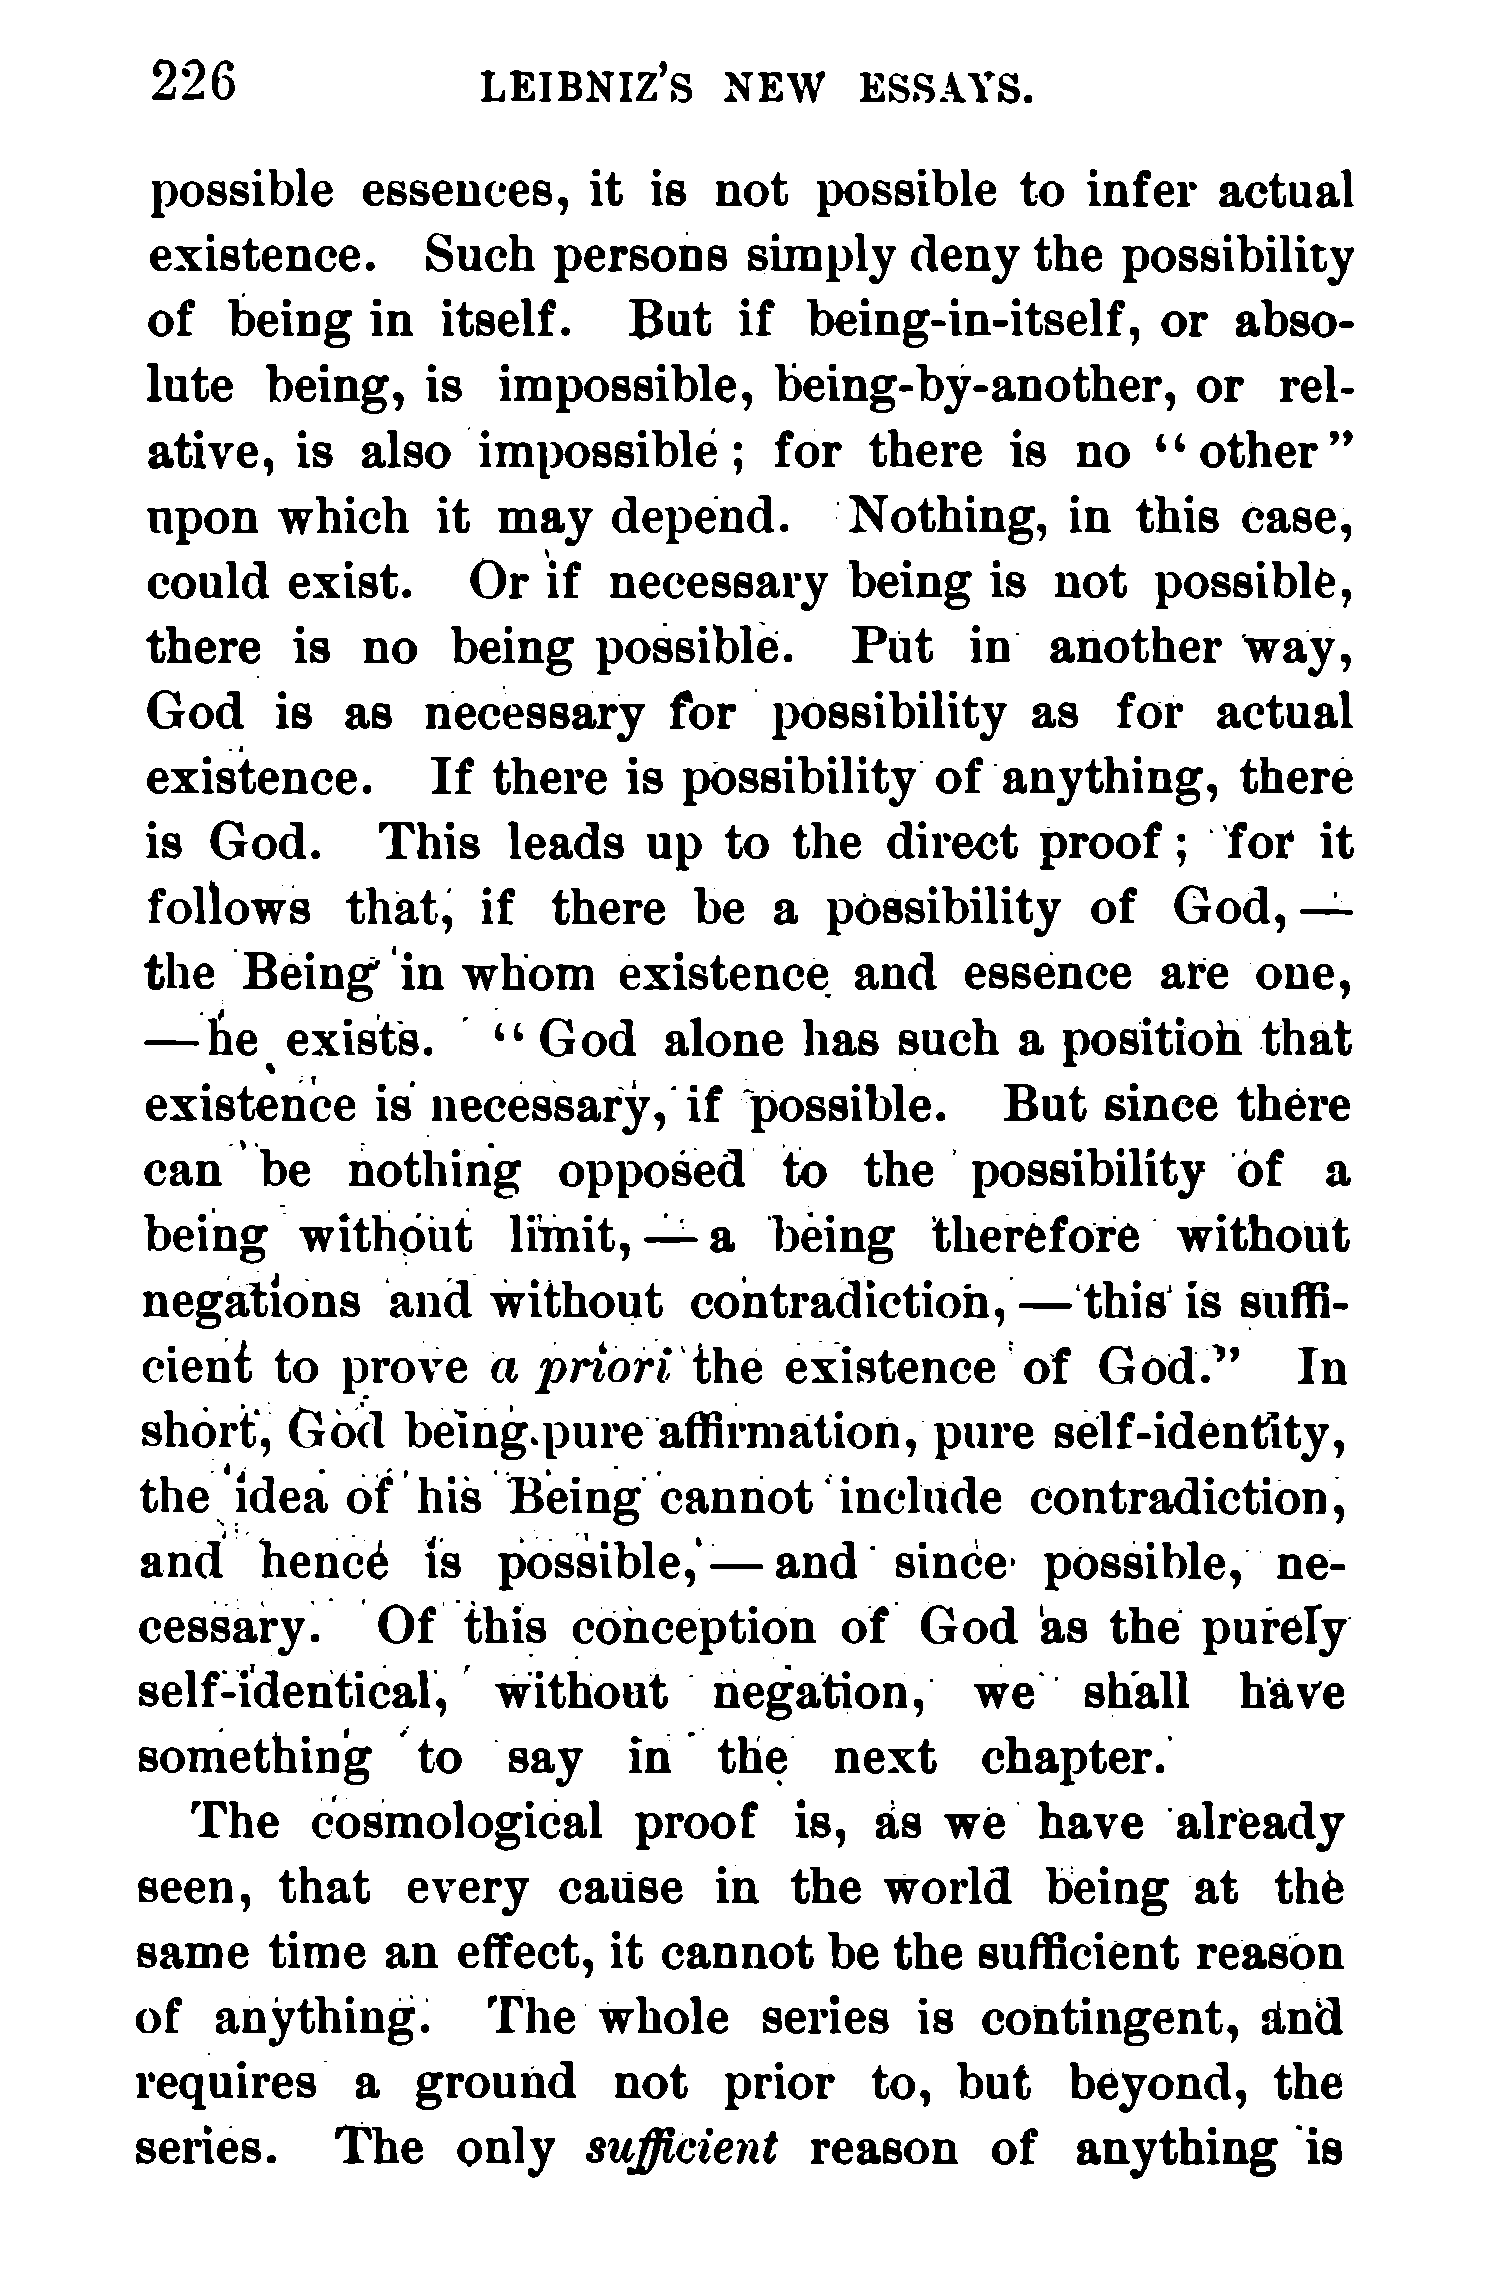 226 LEIBNIZ'S NEW ESSAYS.
possible essences, it is not possible to infer actual
existence. Such persons simply deny the possibility
of being in itself. But if being-in-itself, or abso-
lute being, is impossible, being-by-another, or rel-
ative, is also impossible; for there is no "other"
upon which it may depend. Nothing, in this case,
could exist. Or if necessary being is not possible,
there is no being possible. Put in another way,
God is as necessary for possibility as for actual
existence. If there is possibility of anything, there
is God. This leads up to the direct proof; for it
follows that, if there be a possibility of God, —
the Being in whom existence and essence are one,
— he exists. "God alone has such a position that
existence is necessary, if possible. But since there
can be nothing opposed to the possibility of a
being without limit, — a being therefore without
negations and without contradiction, — this is suffi-
cient to prove a priori the existence of God." In
short, God being pure affirmation, pure self-identity,
the idea of his Being cannot include contradiction,
and hence is possible, — and since possible, ne-
cessary. Of this conception of God as the purely
self-identical, without negation, we shall have
something to say in the next chapter.
The cosmological proof is, as we have already
seen, that every cause in the world being at the
same time an effect, it cannot be the sufficient reason
of anything. The whole series is contingent, and
requires a ground not prior to, but beyond, the
series. The only sufficient reason of anything is